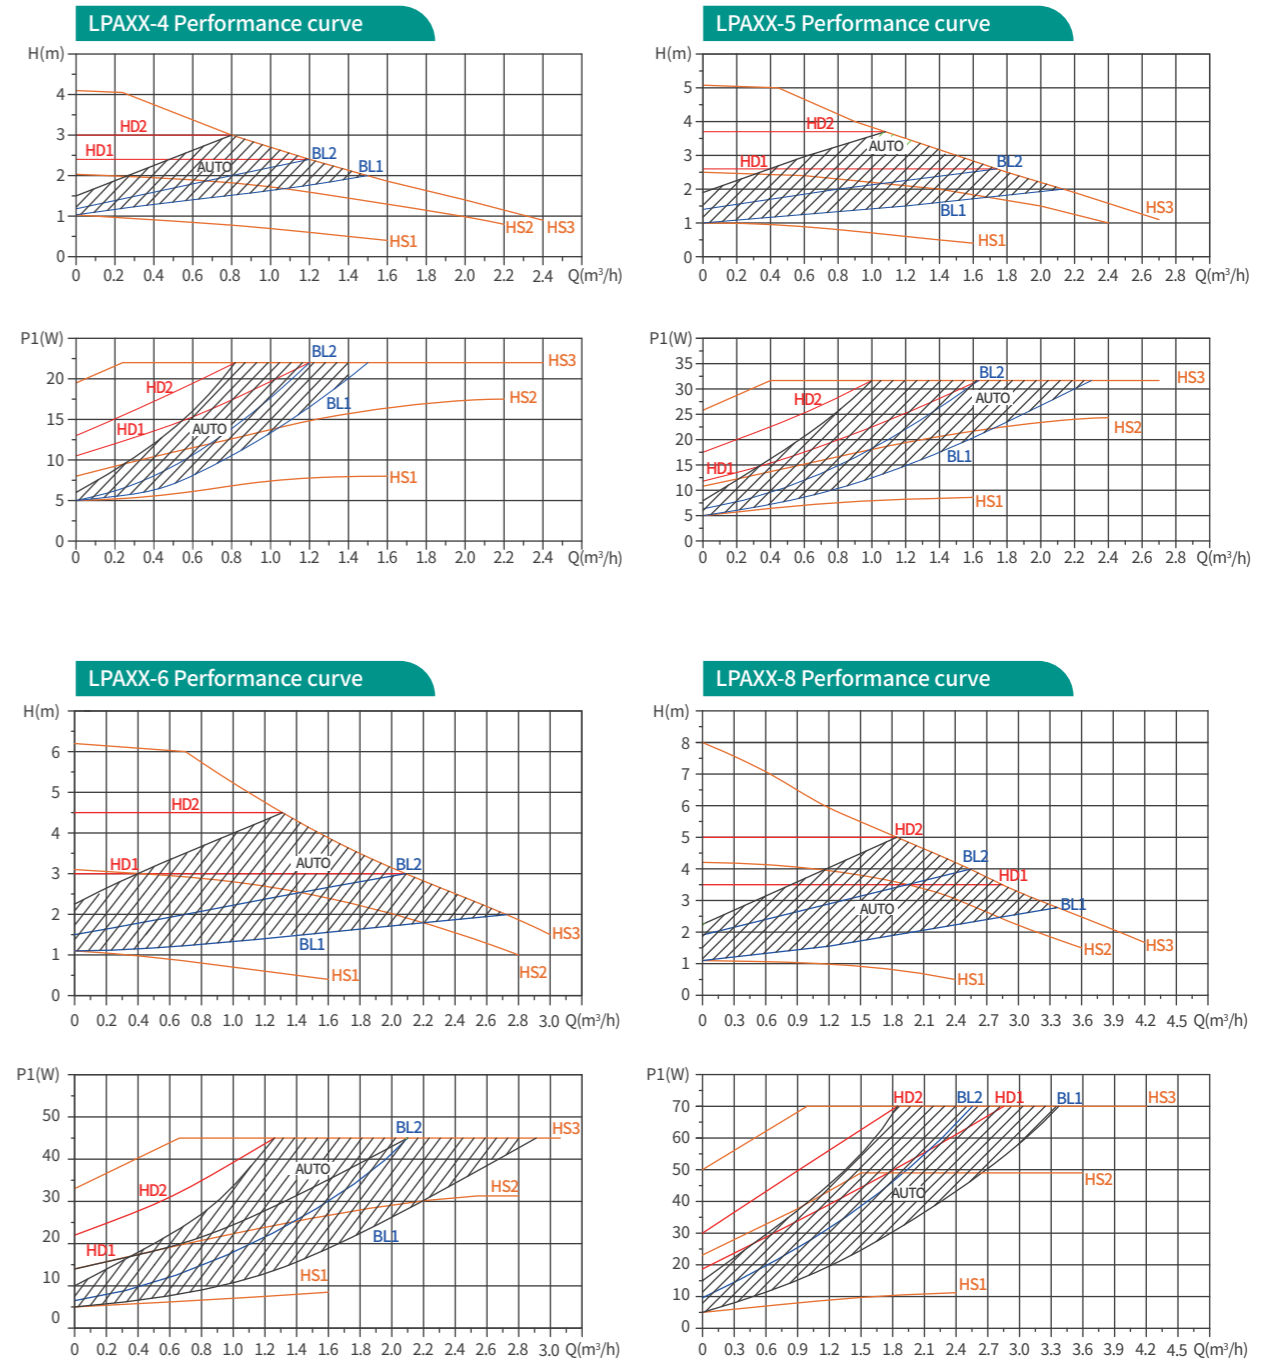 LPAXX-4 Performance curve
H(m)
4
3
2
1
0
HD2
HD1
AUTO
BL2
BL1
HS1
HS2
HS3
0 0.2 0.4 0.6 0.8 1.0 1.2 1.4 1.6 1.8 2.0 2.2 2.4 Q(m³/h)
P1(W)
20
15
10
5
0
BL2
HS3
HD2
HS2
BL1
HD1
AUTO
HS1
0 0.2 0.4 0.6 0.8 1.0 1.2 1.4 1.6 1.8 2.0 2.2 2.4 Q(m³/h)
LPAXX-5 Performance curve
H(m)
5
4
3
2
1
0
HD2
AUTO
HD1
BL2
BL1
HS3
HS1
0 0.2 0.4 0.6 0.8 1.0 1.2 1.4 1.6 1.8 2.0 2.2 2.6 2.8 Q(m³/h)
P1(W)
35
30
25
20
15
10
5
0
BL2
HS3
HD2
AUTO
HS2
BL1
HD1
HS1
0 0.2 0.4 0.6 0.8 1.0 1.2 1.4 1.6 1.8 2.0 2.2 2.6 2.8 Q(m³/h)
LPAXX-6 Performance curve
H(m)
6
5
4
3
2
1
0
HD2
HD1
AUTO
BL2
BL1
HS3
HS2
HS1
0 0.2 0.4 0.6 0.8 1.0 1.2 1.4 1.6 1.8 2.0 2.2 2.4 2.6 2.8 3.0 Q(m³/h)
P1(W)
50
40
30
20
10
0
BL2
HS3
AUTO
HD2
HS2
BL1
HD1
HS1
0 0.2 0.4 0.6 0.8 1.0 1.2 1.4 1.6 1.8 2.0 2.2 2.4 2.6 2.8 3.0 Q(m³/h)
LPAXX-8 Performance curve
H(m)
8
7
6
5
4
3
2
1
0
HD2
BL2
HD1
BL1
AUTO
HS3
HS2
HS1
0 0.3 0.6 0.9 1.2 1.5 1.8 2.1 2.4 2.7 3.0 3.3 3.6 3.9 4.2 4.5 Q(m³/h)
P1(W)
70
60
50
40
30
20
10
0
HD2
BL2
HD1
BL1
HS3
HS2
AUTO
HS1
0 0.3 0.6 0.9 1.2 1.5 1.8 2.1 2.4 2.7 3.0 3.3 3.6 3.9 4.2 4.5 Q(m³/h)